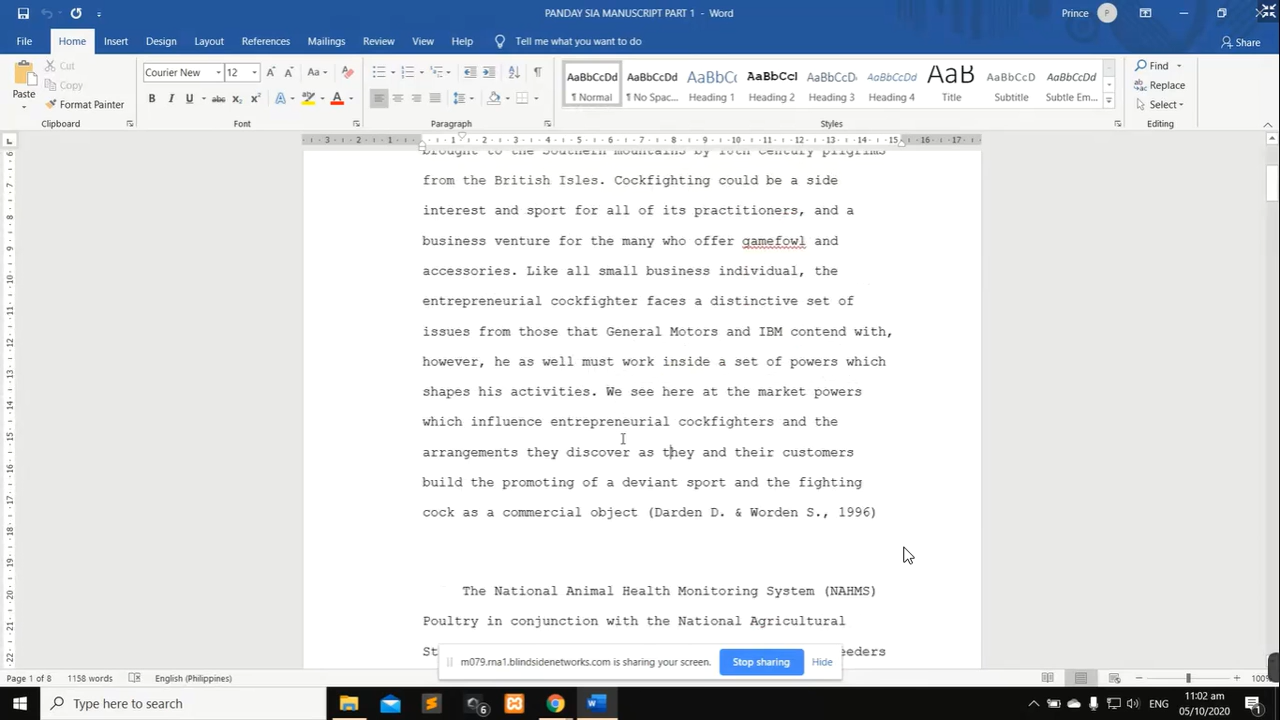 PANDAY SIA MANUSCRIPT PART 1 - Word
Prince P
File Home Insert Design Layout References Mailings Review View Help Tell me what you want to do Share
Paste
Cut
Copy
Format Painter
Clipboard
Courier New 12
Font
Paragraph
AaBbCcDd ¶ Normal
AaBbCcDd ¶ No Spac...
AaBbCc Heading 1
AaBbCcl Heading 2
AaBbCcD Heading 3
AaBbCcDd Heading 4
AaB Title
AaBbCcD Subtitle
AaBbCcDd Subtle Em...
Styles
Find
Replace
Select
Editing
brought to the Southern mountains by 18th Century pilgrims
from the British Isles. Cockfighting could be a side
interest and sport for all of its practitioners, and a
business venture for the many who offer gamefowl and
accessories. Like all small business individual, the
entrepreneurial cockfighter faces a distinctive set of
issues from those that General Motors and IBM contend with,
however, he as well must work inside a set of powers which
shapes his activities. We see here at the market powers
which influence entrepreneurial cockfighters and the
arrangements they discover as they and their customers
build the promoting of a deviant sport and the fighting
cock as a commercial object (Darden D. & Worden S., 1996)
The National Animal Health Monitoring System (NAHMS)
Poultry in conjunction with the National Agricultural
m079.rna1.blindsidenetworks.com is sharing your screen. Stop sharing Hide
Page 1 of 8 1158 words English (Philippines) 100%
Type here to search
11:02 am
05/10/2020